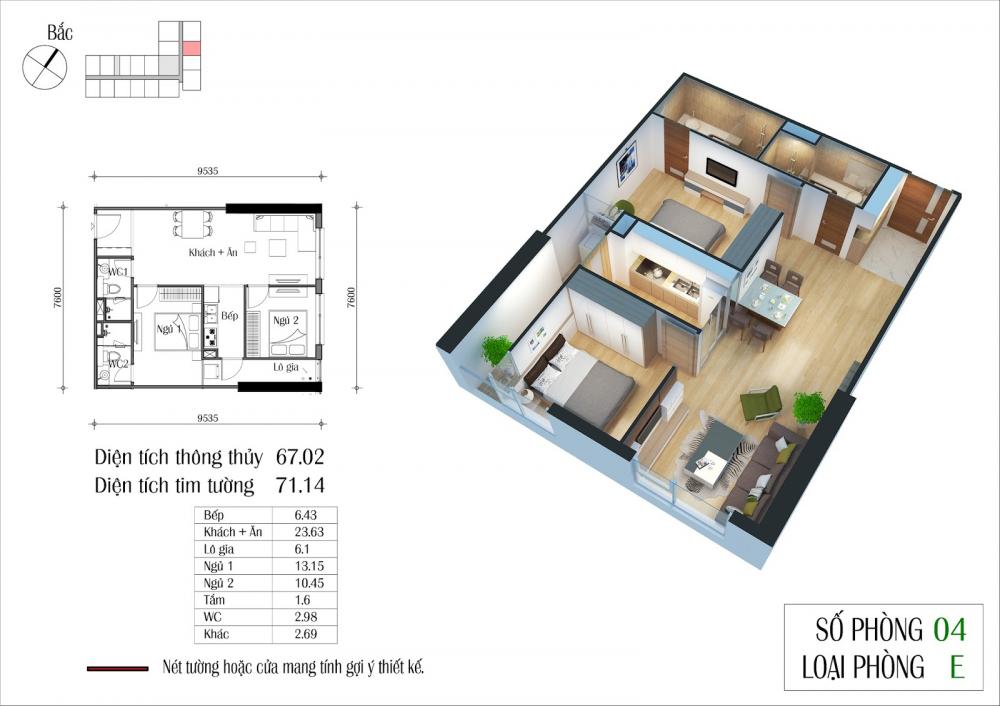 Bắc
9535
7600
7600
Khách + Ăn
WC1
Ngủ 1
Bếp
Ngủ 2
WC2
Lô gia
9535
Diện tích thông thủy 67.02
Diện tích tim tường 71.14
Bếp 6.43
Khách + Ăn 23.63
Lô gia 6.1
Ngủ 1 13.15
Ngủ 2 10.45
Tắm 1.6
WC 2.98
Khác 2.69
Nét tường hoặc cửa mang tính gợi ý thiết kế.
SỐ PHÒNG 04
LOẠI PHÒNG E